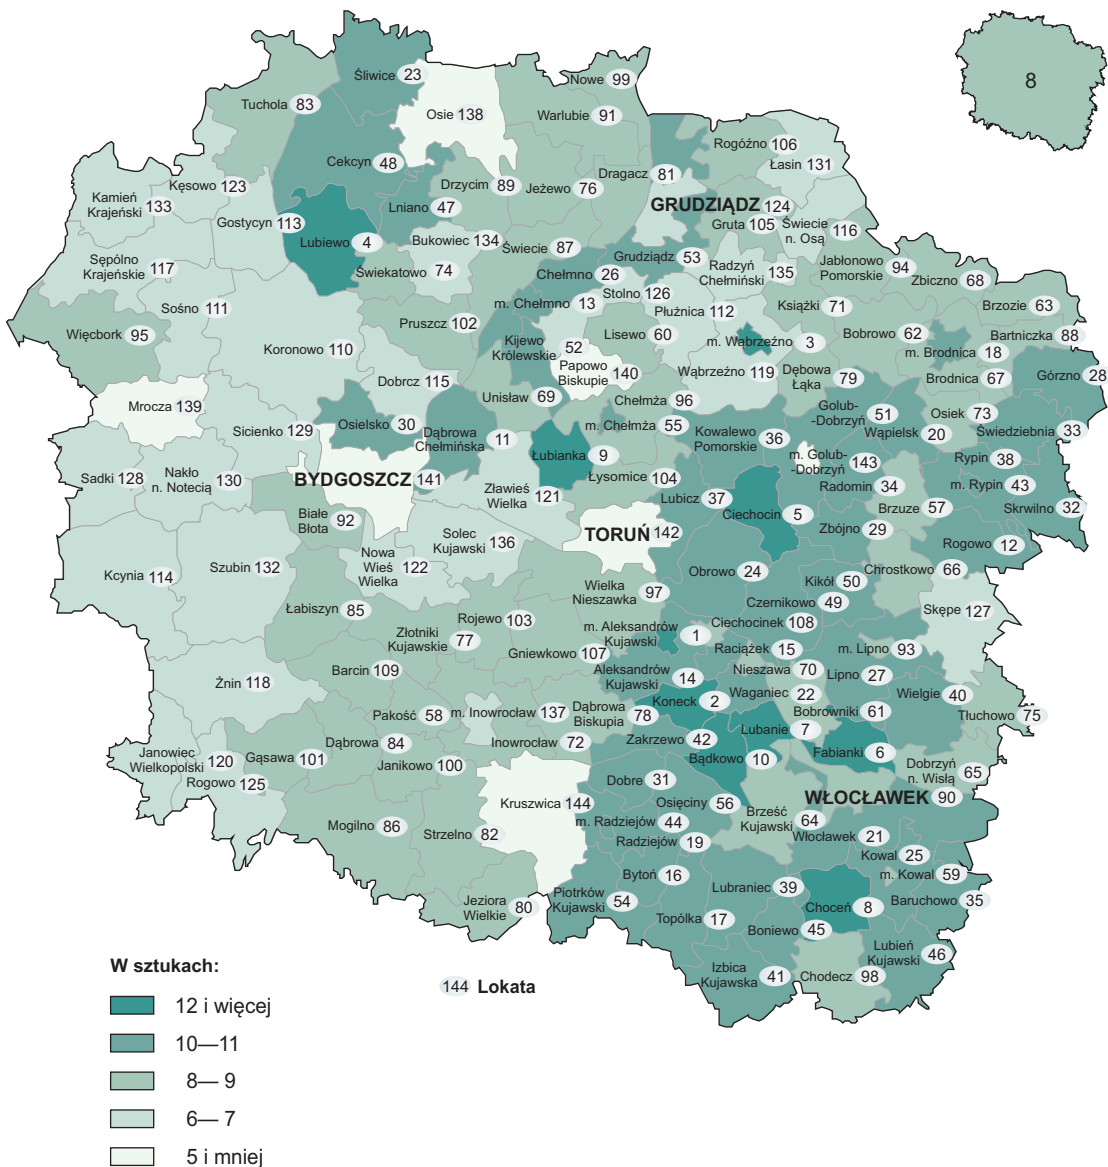 8
Nowe 99
Śliwice 23
Tuchola 83
Osie 138
Warlubie 91
Rogóźno 106
Łasin 131
Cekcyn 48
Dragacz 81
Kęsowo 123
Drzycim 89
Jeżewo 76
Kamień
Krajeński 133
Lniano 47
GRUDZIĄDZ 124
Gostycyn 113
Gruta 105
Świecie
n. Osą 116
Lubiewo 4
Bukowiec 134
Świecie 87
Grudziądz 53
Sępólno
Krajeńskie 117
Świekatowo 74
Chełmno 26
Radzyń
Chełmiński 135
Jabłonowo
Pomorskie 94
Zbiczno 68
Sośno 111
m. Chełmno 13
Stolno 126
Książki 71
Brzozie 63
Więcbork 95
Pruszcz 102
Płużnica 112
Lisewo 60
Bobrowo 62
Bartniczka 88
Koronowo 110
Kijewo
Królewskie 52
m. Wąbrzeźno 3
m. Brodnica 18
Papowo
Biskupie 140
Wąbrzeźno 119
Dębowa
Łąka 79
Brodnica 67
Górzno 28
Dobrcz 115
Unisław 69
Chełmża 96
Mrocza 139
Golub-
-Dobrzyń 51
Osiek 73
Sicienko 129
Osielsko 30
Dąbrowa
Chełmińska 11
m. Chełmża 55
Wąpielsk 20
Świedziebnia 33
Kowalewo
Pomorskie 36
Łubianka 9
m. Golub-
-Dobrzyń 143
Rypin 38
Sadki 128
Nakło
n. Notecią 130
BYDGOSZCZ 141
Łysomice 104
Radomin 34
m. Rypin 43
Zławieś
Wielka 121
Lubicz 37
Ciechocin 5
Brzuze 57
Skrwilno 32
Białe
Błota 92
Zbójno 29
TORUŃ 142
Solec
Kujawski 136
Rogowo 12
Nowa
Wieś
Wielka 122
Kcynia 114
Szubin 132
Obrowo 24
Kikół 50
Chrostkowo 66
Wielka
Nieszawka 97
Czernikowo 49
Łabiszyn 85
Skępe 127
Rojewo 103
Ciechocinek 108
Złotniki
Kujawskie 77
m. Aleksandrów
Kujawski 1
Raciążek 15
m. Lipno 93
Gniewkowo 107
Barcin 109
Nieszawa 70
Lipno 27
Żnin 118
Aleksandrów
Kujawski 14
Waganiec 22
Wielgie 40
Koneck 2
Pakość 58
m. Inowrocław 137
Dąbrowa
Biskupia 78
Bobrowniki 61
Tłuchowo 75
Lubanie 7
Dąbrowa 84
Inowrocław 72
Zakrzewo 42
Fabianki 6
Janowiec
Wielkopolski 120
Gąsawa 101
Janikowo 100
Bądkowo 10
Dobrzyń
n. Wisłą 65
Rogowo 125
Dobre 31
WŁOCŁAWEK 90
Kruszwica 144
Osięciny 56
Brześć
Kujawski 64
Mogilno 86
Strzelno 82
m. Radziejów 44
Włocławek 21
Radziejów 19
Kowal 25
m. Kowal 59
Bytoń 16
Lubraniec 39
Piotrków
Kujawski 54
Choceń 8
Baruchowo 35
Jeziora
Wielkie 80
Topólka 17
Boniewo 45
Lubień
Kujawski 46
Izbica
Kujawska 41
Chodecz 98
W sztukach:
144 Lokata
12 i więcej
10—11
8— 9
6— 7
5 i mniej